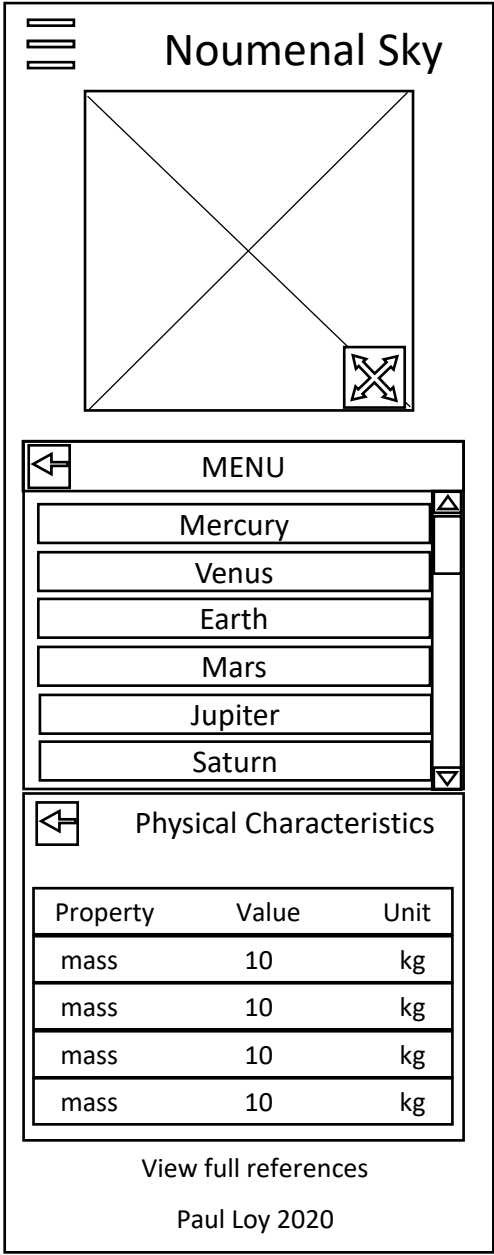 Noumenal Sky
MENU
Mercury
Venus
Earth
Mars
Jupiter
Saturn
Physical Characteristics
Property Value Unit
mass 10 kg
mass 10 kg
mass 10 kg
mass 10 kg
View full references
Paul Loy 2020